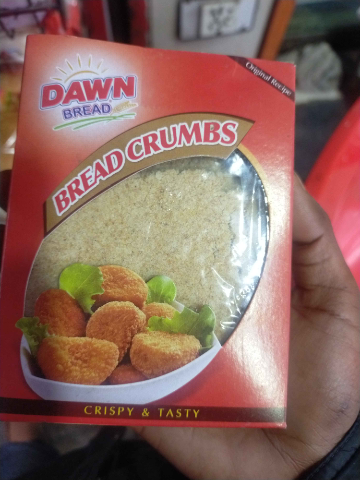 Original Recipe
DAWN
BREAD
BREAD CRUMBS
CRISPY & TASTY